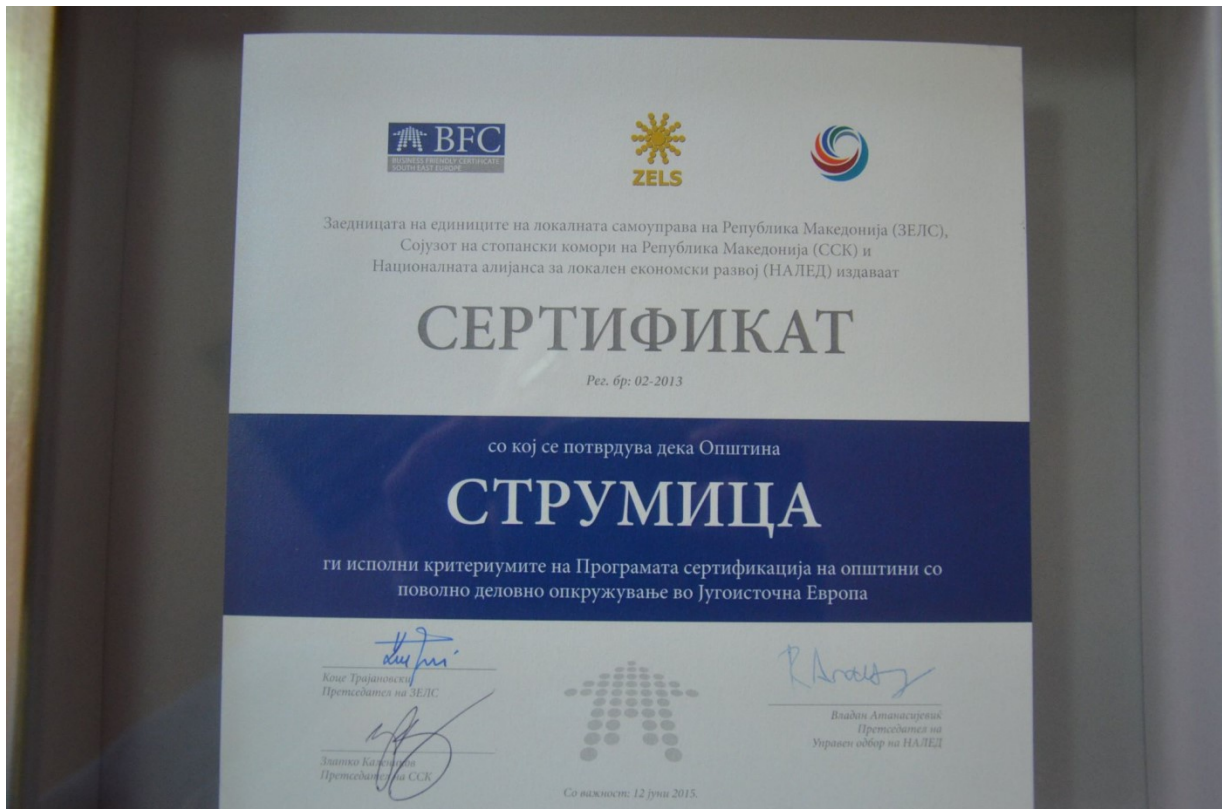 BFC
BUSINESS FRIENDLY CERTIFICATE
SOUTH EAST EUROPE
ZELS
Заедницата на единиците на локалната самоуправа на Република Македонија (ЗЕЛС),
Сојузот на стопански комори на Република Македонија (ССК) и
Националната алијанса за локален економски развој (НАЛЕД) издаваат
СЕРТИФИКАТ
Рег. бр: 02-2013
со кој се потврдува дека Општина
СТРУМИЦА
ги исполни критериумите на Програмата сертификација на општини со
поволно деловно опкружување во Југоисточна Европа
Коце Трајановски
Претседател на ЗЕЛС
Златко
Претседател на ССК
Владан Атанасијевиќ
Претседател на
Управен одбор на НАЛЕД
Со важност: 12 јуни 2015.